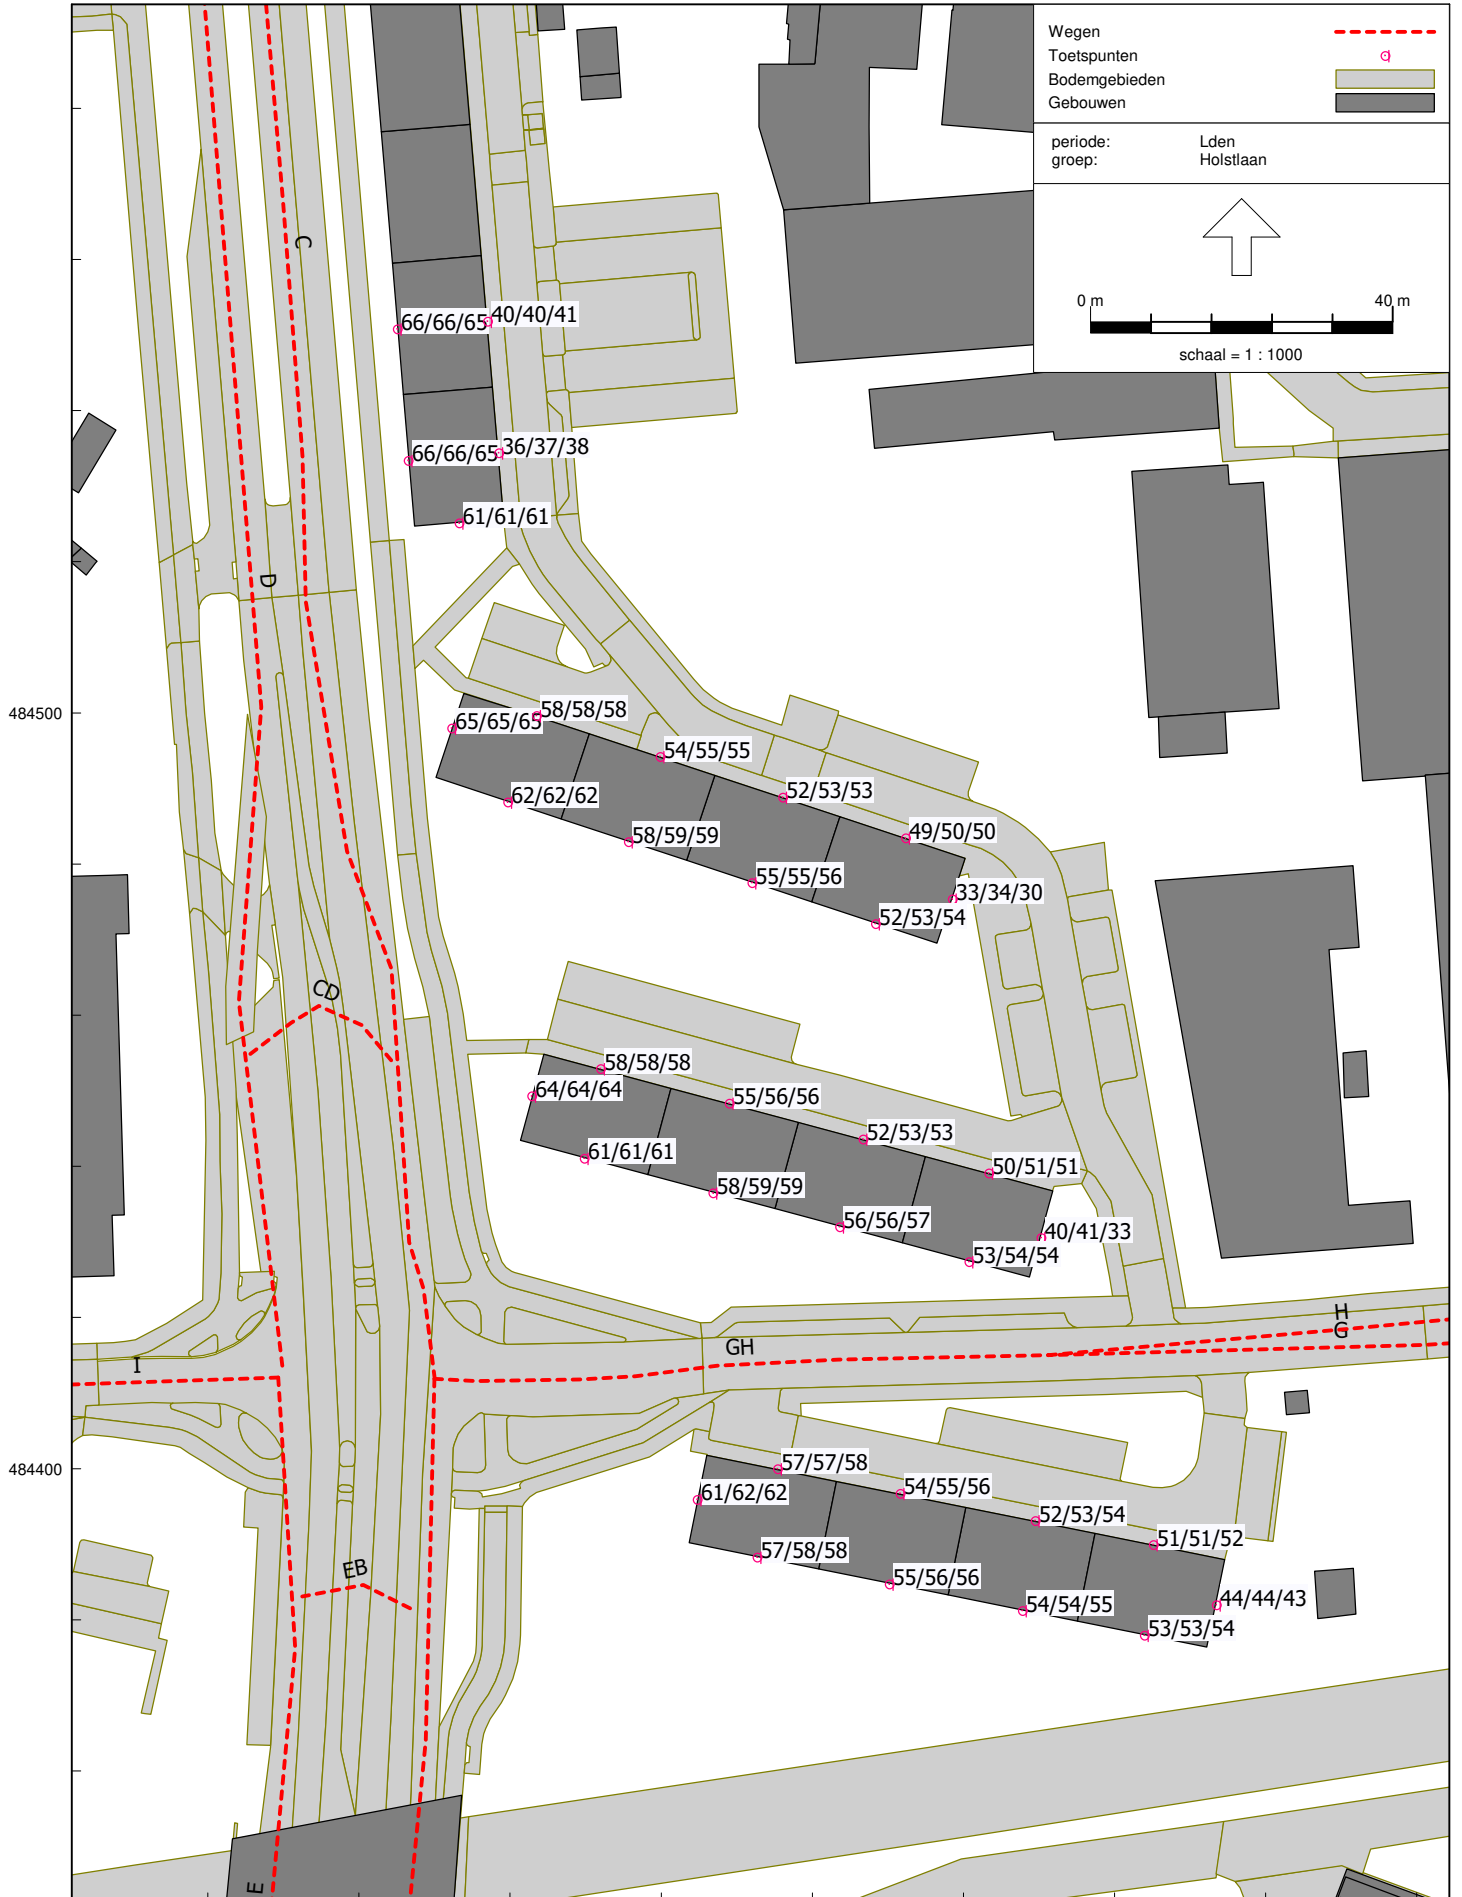 Wegen
Toetspunten
Bodemgebieden
Gebouwen
periode: Lden
groep: Holstlaan
0 m 40 m
schaal = 1 : 1000
C
66/66/65 40/40/41
66/66/65 36/37/38
61/61/61
D
484500
65/65/65 58/58/58
54/55/55
62/62/62 52/53/53
58/59/59 49/50/50
55/55/56 33/34/30
52/53/54
CD
58/58/58
64/64/64 55/56/56
52/53/53
61/61/61 50/51/51
58/59/59
56/56/57 40/41/33
53/54/54
H
G
GH
I
484400
57/57/58
61/62/62 54/55/56
52/53/54
51/51/52
57/58/58
EB 55/56/56
54/54/55 44/44/43
53/53/54
E